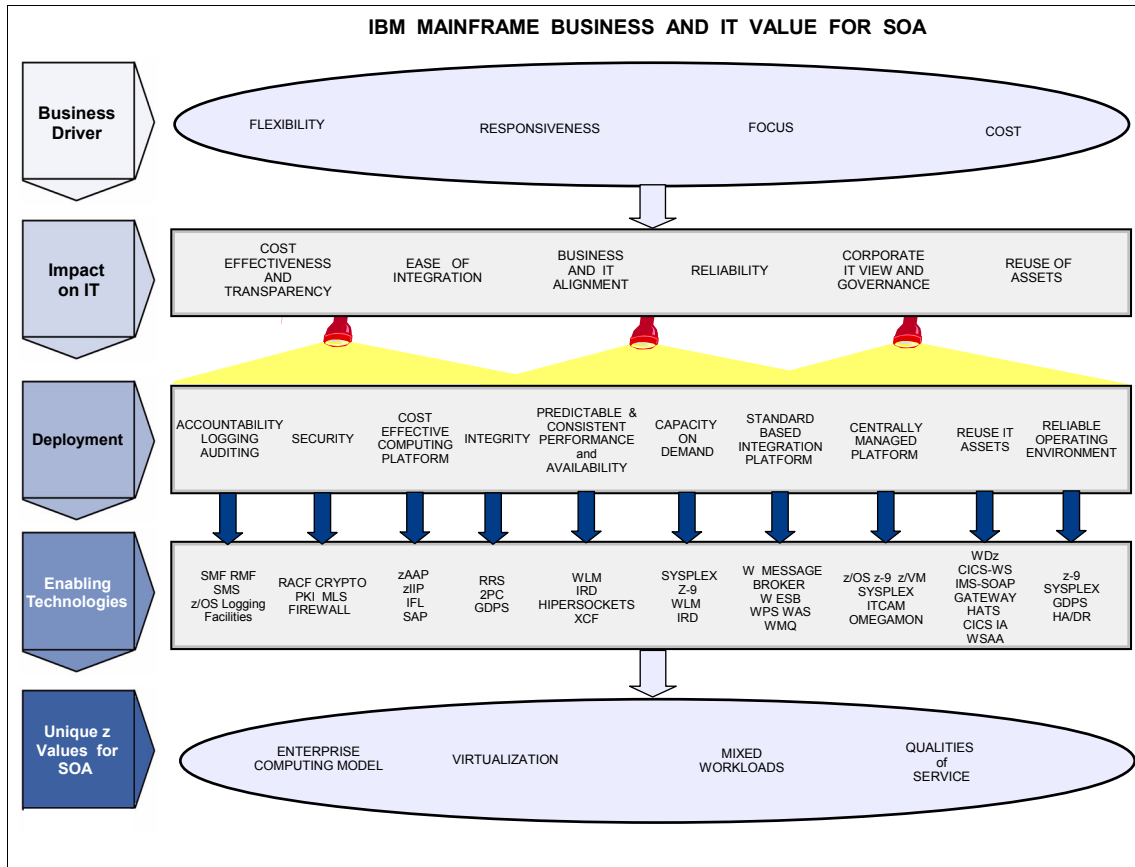 IBM MAINFRAME BUSINESS AND IT VALUE FOR SOA
Business
Driver
FLEXIBILITY
RESPONSIVENESS
FOCUS
COST
Impact
on IT
COST
EFFECTIVENESS
AND
TRANSPARENCY
EASE OF
INTEGRATION
BUSINESS
AND IT
ALIGNMENT
RELIABILITY
CORPORATE
IT VIEW AND
GOVERNANCE
REUSE OF
ASSETS
Deployment
ACCOUNTABILITY
LOGGING
AUDITING
SECURITY
COST
EFFECTIVE
COMPUTING
PLATFORM
INTEGRITY
PREDICTABLE &
CONSISTENT
PERFORMANCE
and
AVAILABILITY
CAPACITY
ON
DEMAND
STANDARD
BASED
INTEGRATION
PLATFORM
CENTRALLY
MANAGED
PLATFORM
REUSE IT
ASSETS
RELIABLE
OPERATING
ENVIRONMENT
Enabling
Technologies
SMF RMF
SMS
z/OS Logging
Facilities
RACF CRYPTO
PKI MLS
FIREWALL
zAAP
zIIP
IFL
SAP
RRS
2PC
GDPS
WLM
IRD
HIPERSOCKETS
XCF
SYSPLEX
Z-9
WLM
IRD
W MESSAGE
BROKER
W ESB
WPS WAS
WMQ
z/OS z-9 z/VM
SYSPLEX
ITCAM
OMEGAMON
WDz
CICS-WS
IMS-SOAP
GATEWAY
HATS
CICS IA
WSAA
z-9
SYSPLEX
GDPS
HA/DR
Unique z
Values for
SOA
ENTERPRISE
COMPUTING MODEL
VIRTUALIZATION
MIXED
WORKLOADS
QUALITIES
of
SERVICE